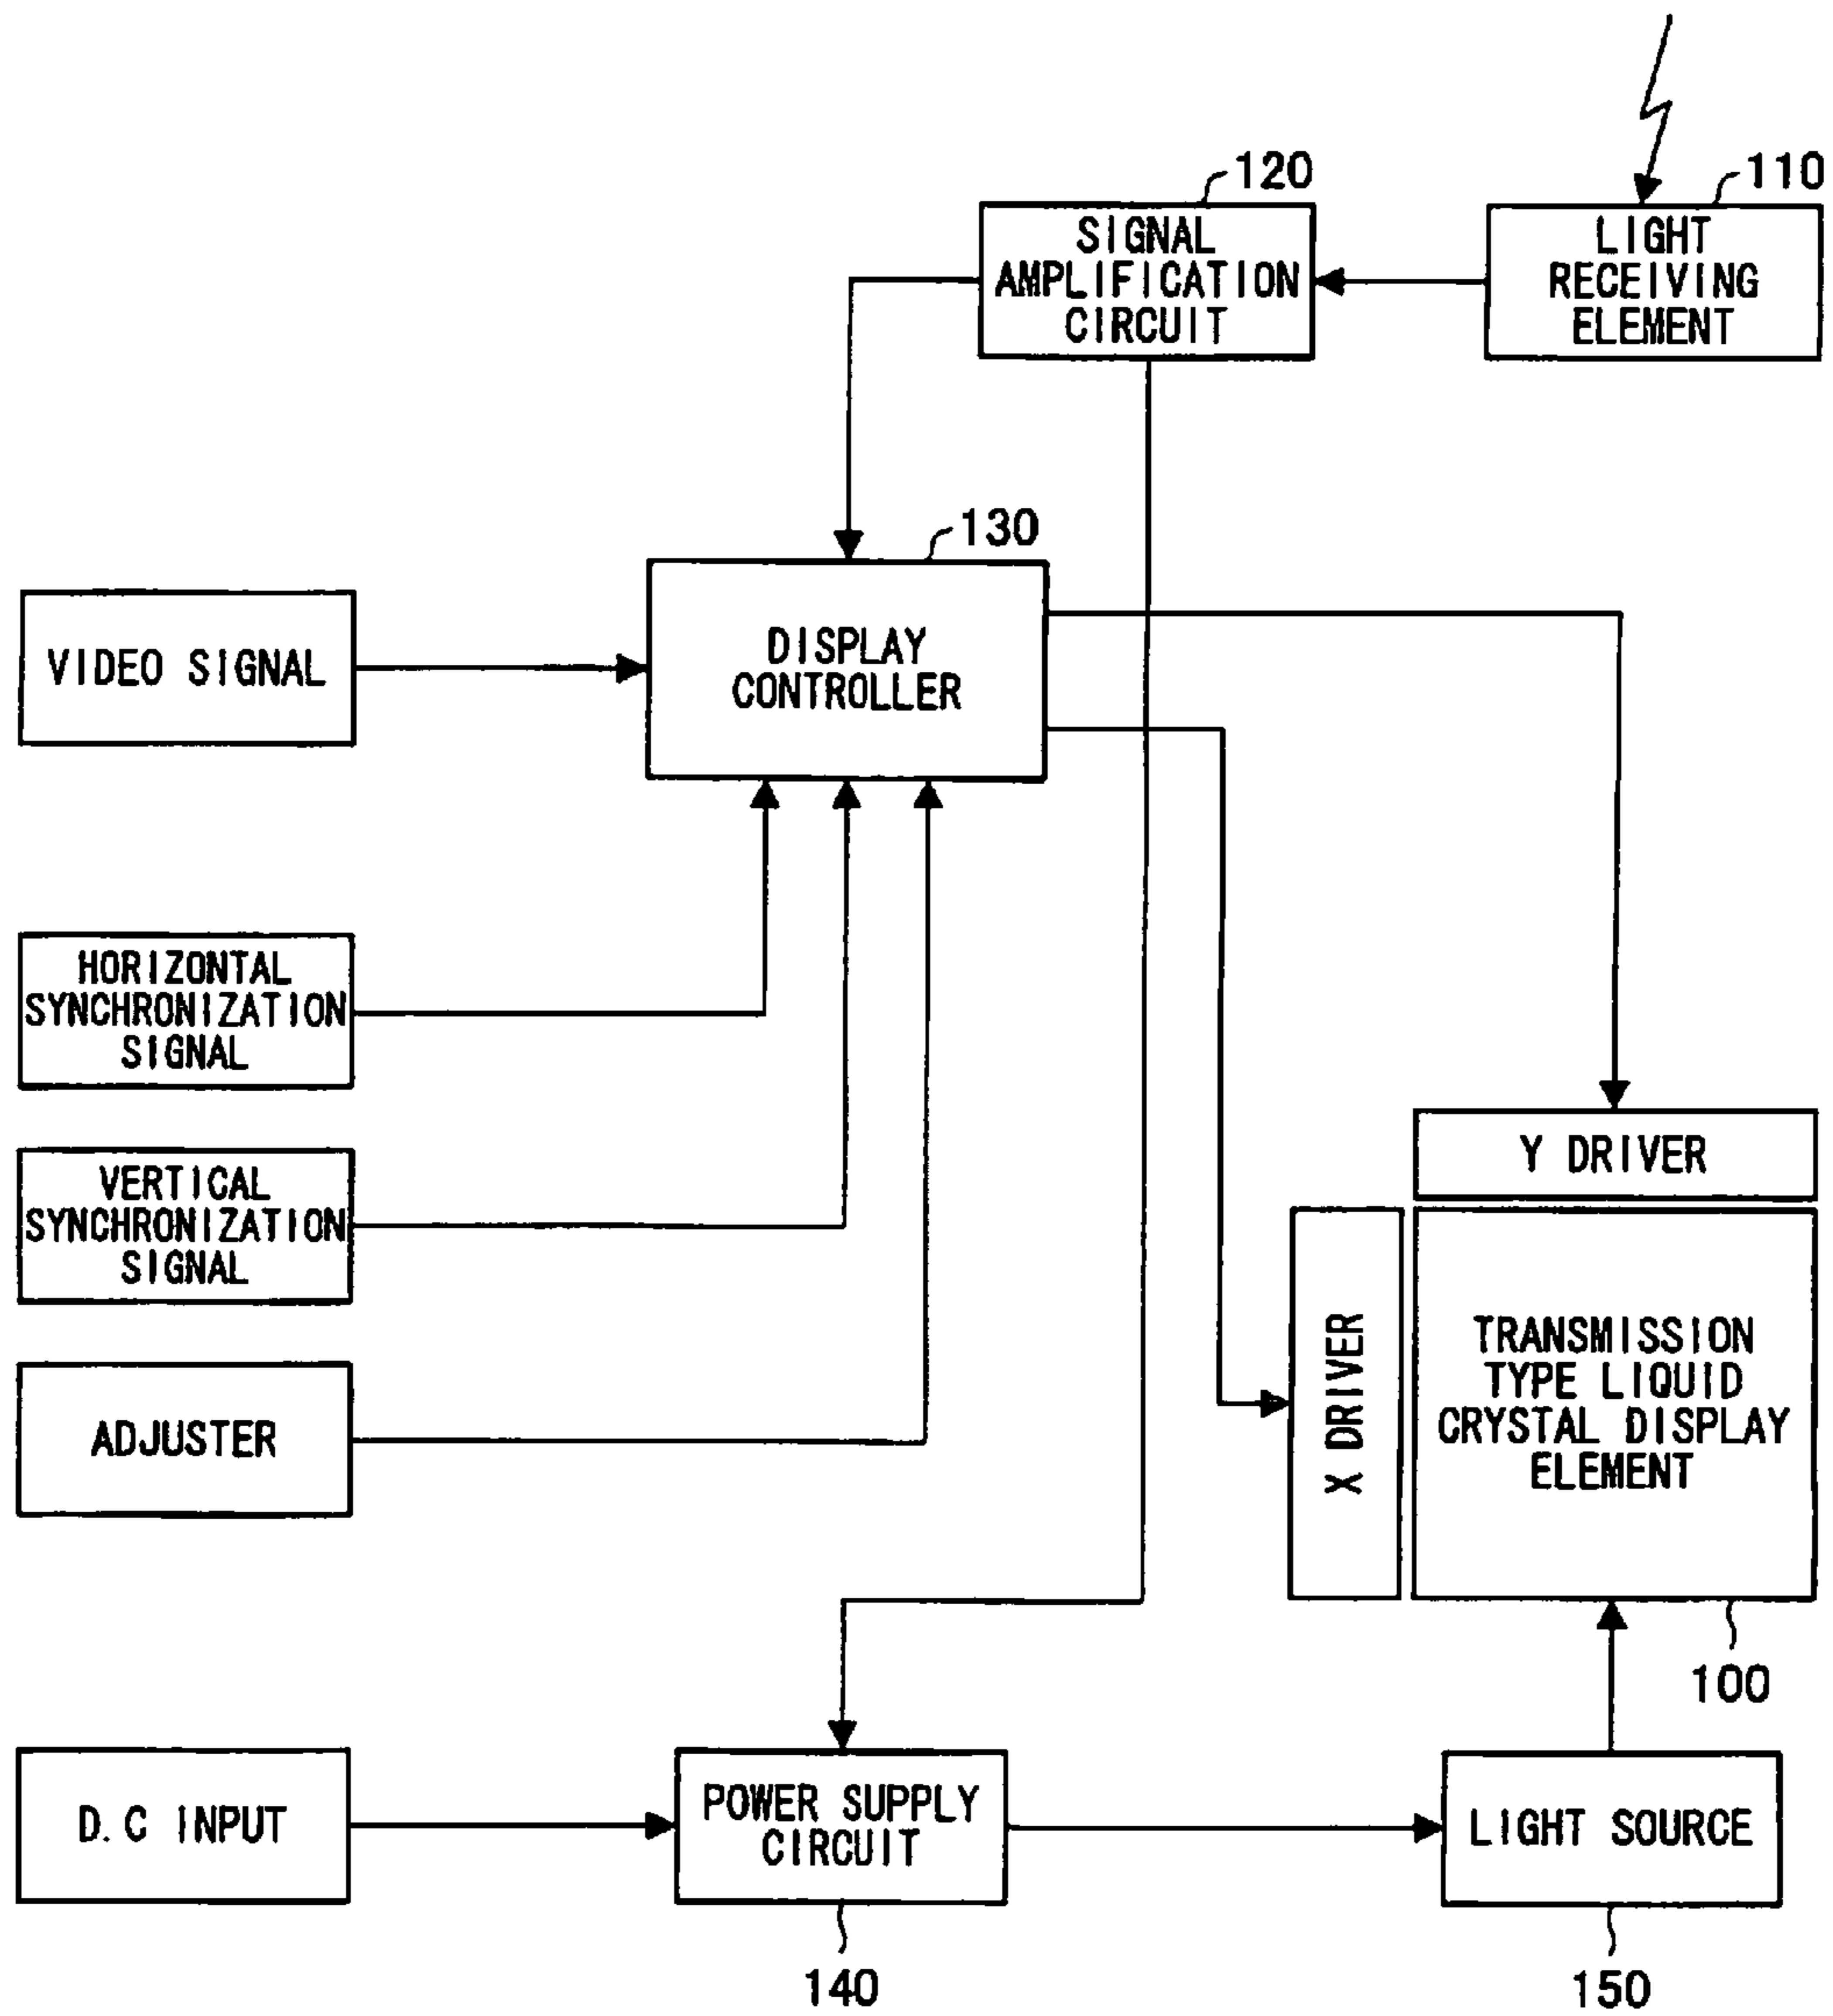 120
110
SIGNAL
AMPLIFICATION
CIRCUIT
LIGHT
RECEIVING
ELEMENT
130
VIDEO SIGNAL
DISPLAY
CONTROLLER
HORIZONTAL
SYNCHRONIZATION
SIGNAL
VERTICAL
SYNCHRONIZATION
SIGNAL
ADJUSTER
Y DRIVER
X DRIVER
TRANSMISSION
TYPE LIQUID
CRYSTAL DISPLAY
ELEMENT
100
D.C INPUT
POWER SUPPLY
CIRCUIT
LIGHT SOURCE
140
150